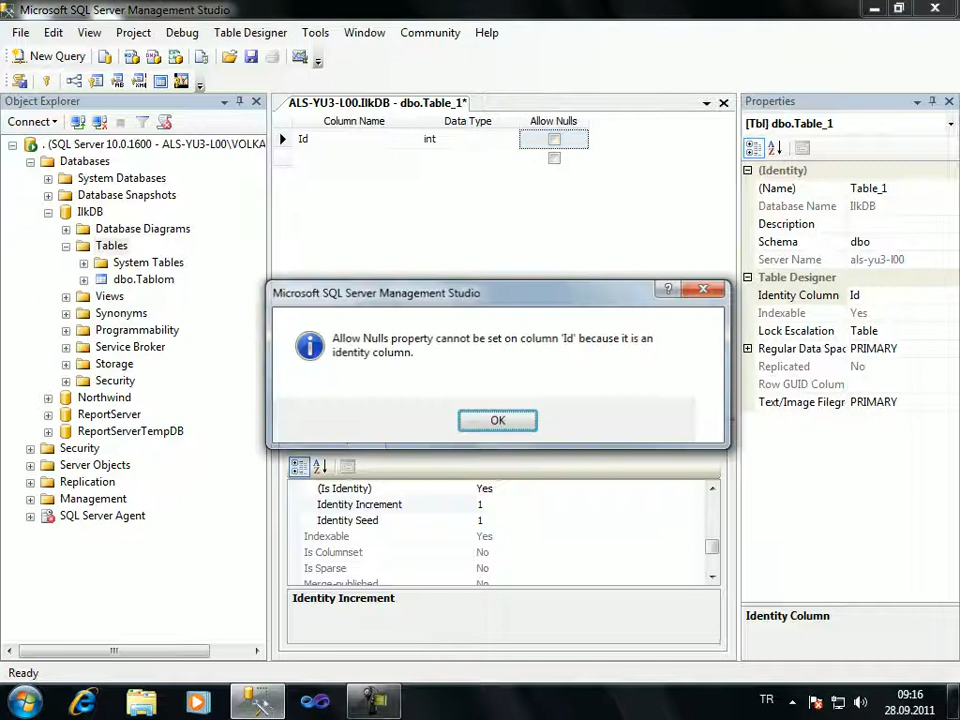 Microsoft SQL Server Management Studio
File Edit View Project Debug Table Designer Tools Window Community Help
New Query
Object Explorer
Connect
. (SQL Server 10.0.1600 - ALS-YU3-L00\VOLKA
Databases
System Databases
Database Snapshots
IlkDB
Database Diagrams
Tables
System Tables
dbo.Tablom
Views
Synonyms
Programmability
Service Broker
Storage
Security
Northwind
ReportServer
ReportServerTempDB
Security
Server Objects
Replication
Management
SQL Server Agent
ALS-YU3-L00.IlkDB - dbo.Table_1*
Column Name Data Type Allow Nulls
Id int
Microsoft SQL Server Management Studio
Allow Nulls property cannot be set on column 'Id' because it is an
identity column.
OK
(Is Identity) Yes
Identity Increment 1
Identity Seed 1
Indexable Yes
Is Columnset No
Is Sparse No
Merge-published No
Identity Increment
Properties
[Tbl] dbo.Table_1
(Identity)
(Name) Table_1
Database Name IlkDB
Description
Schema dbo
Server Name als-yu3-l00
Table Designer
Identity Column Id
Indexable Yes
Lock Escalation Table
Regular Data Spac PRIMARY
Replicated No
Row GUID Colum
Text/Image Filegr PRIMARY
Identity Column
Ready
TR
09:16
28.09.2011